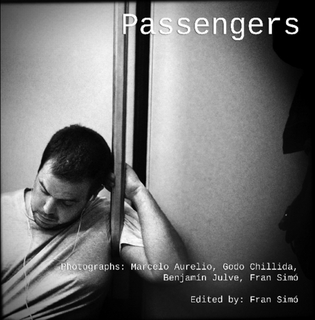 Passengers
Photographs: Marcelo Aurelio, Godo Chillida,
Benjamín Julve, Fran Simó
Edited by: Fran Simó